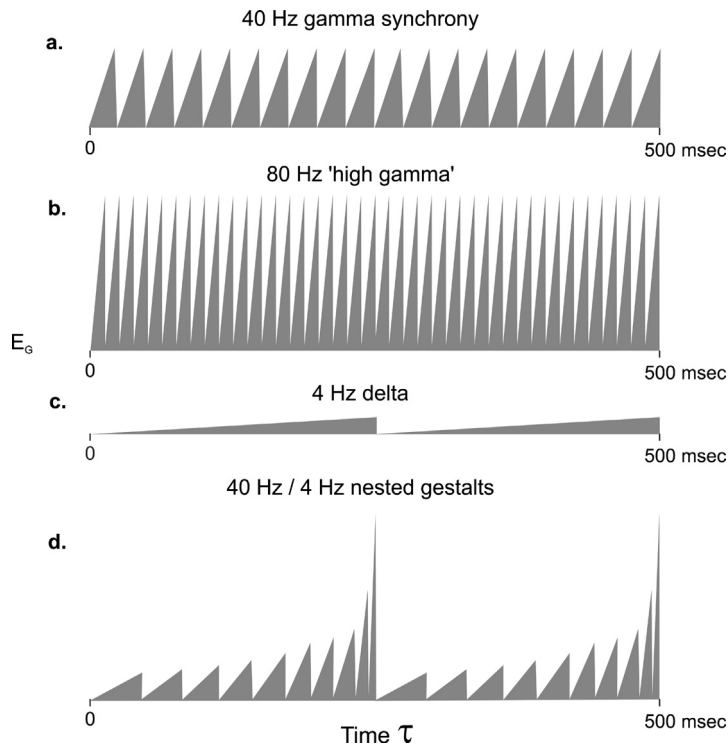 40 Hz gamma synchrony
a.
0 500 msec
80 Hz 'high gamma'
b.
E_G
0 500 msec
4 Hz delta
c.
0 500 msec
40 Hz / 4 Hz nested gestalts
d.
0 500 msec
Time τ